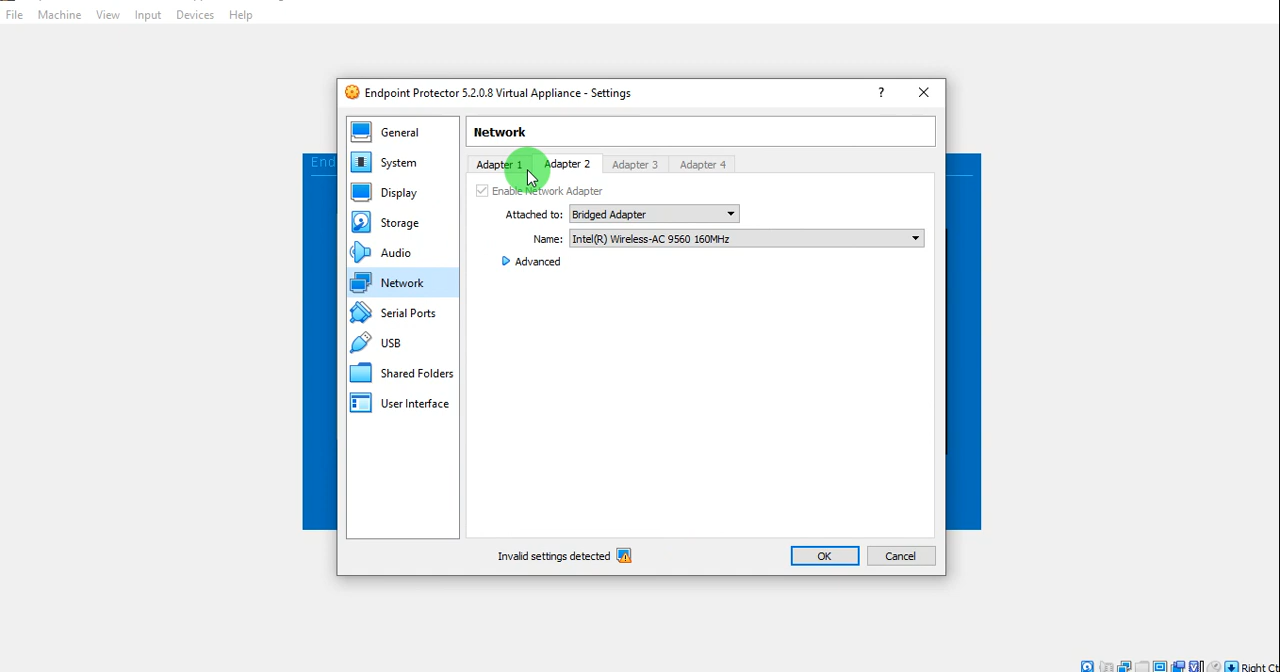 File Machine View Input Devices Help
Endpoint Protector 5.2.0.8 Virtual Appliance - Settings
?
General
System
Display
Storage
Audio
Network
Serial Ports
USB
Shared Folders
User Interface
Network
Adapter 1 Adapter 2 Adapter 3 Adapter 4
Enable Network Adapter
Attached to: Bridged Adapter
Name: Intel(R) Wireless-AC 9560 160MHz
Advanced
Invalid settings detected
OK Cancel
End
Right Ct